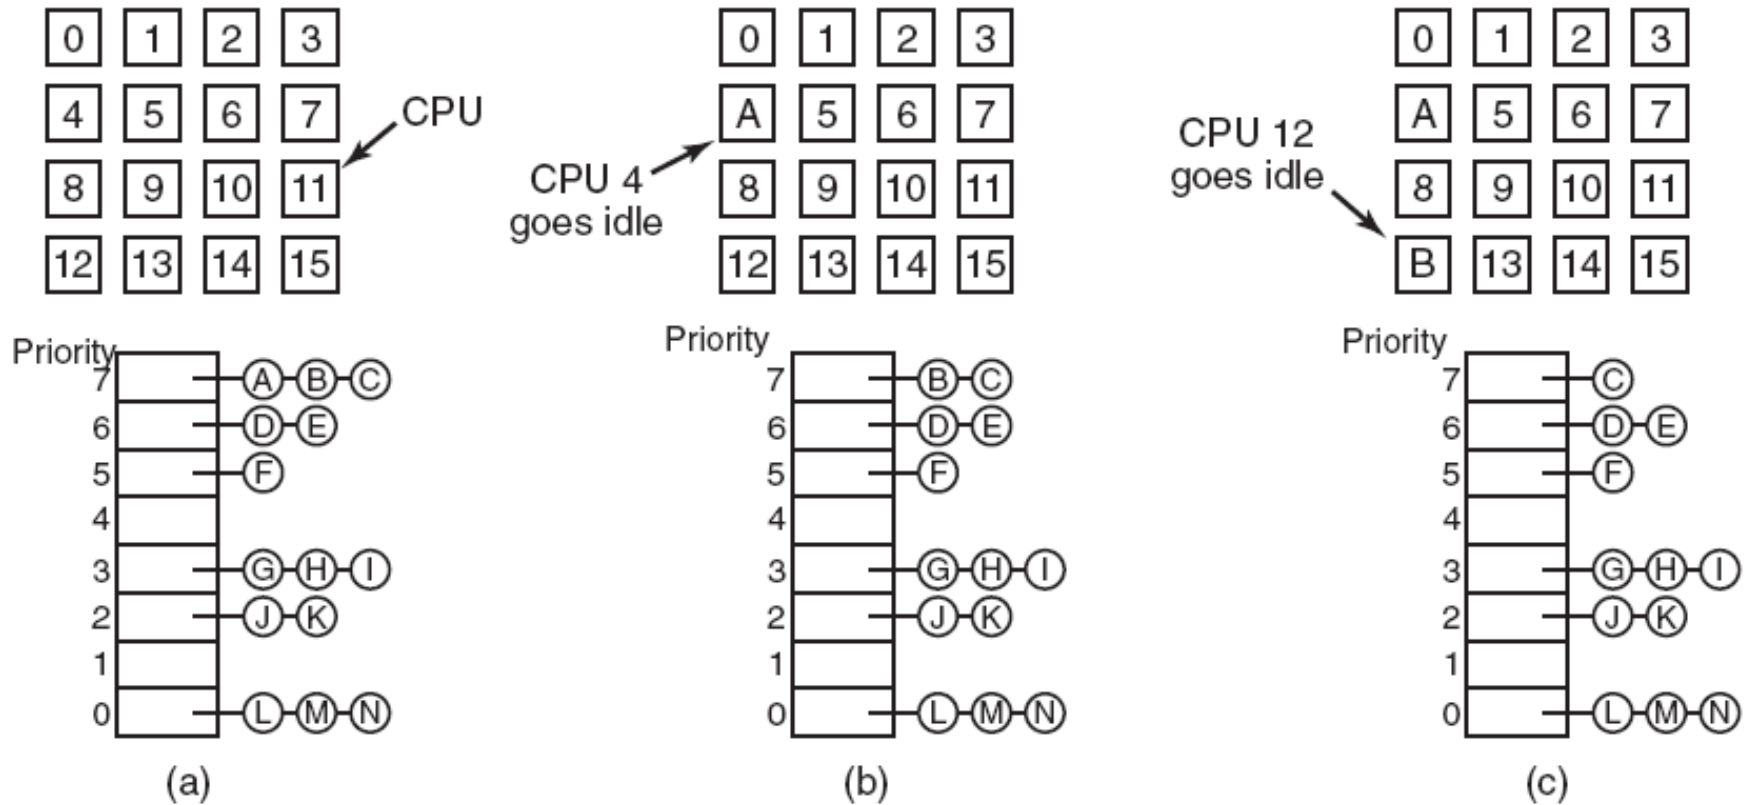 0 1 2 3
4 5 6 7
8 9 10 11
12 13 14 15
CPU
Priority
7 A B C
6 D E
5 F
4
3 G H I
2 J K
1
0 L M N
(a)
0 1 2 3
A 5 6 7
8 9 10 11
12 13 14 15
CPU 4
goes idle
Priority
7 B C
6 D E
5 F
4
3 G H I
2 J K
1
0 L M N
(b)
0 1 2 3
A 5 6 7
8 9 10 11
B 13 14 15
CPU 12
goes idle
Priority
7 C
6 D E
5 F
4
3 G H I
2 J K
1
0 L M N
(c)